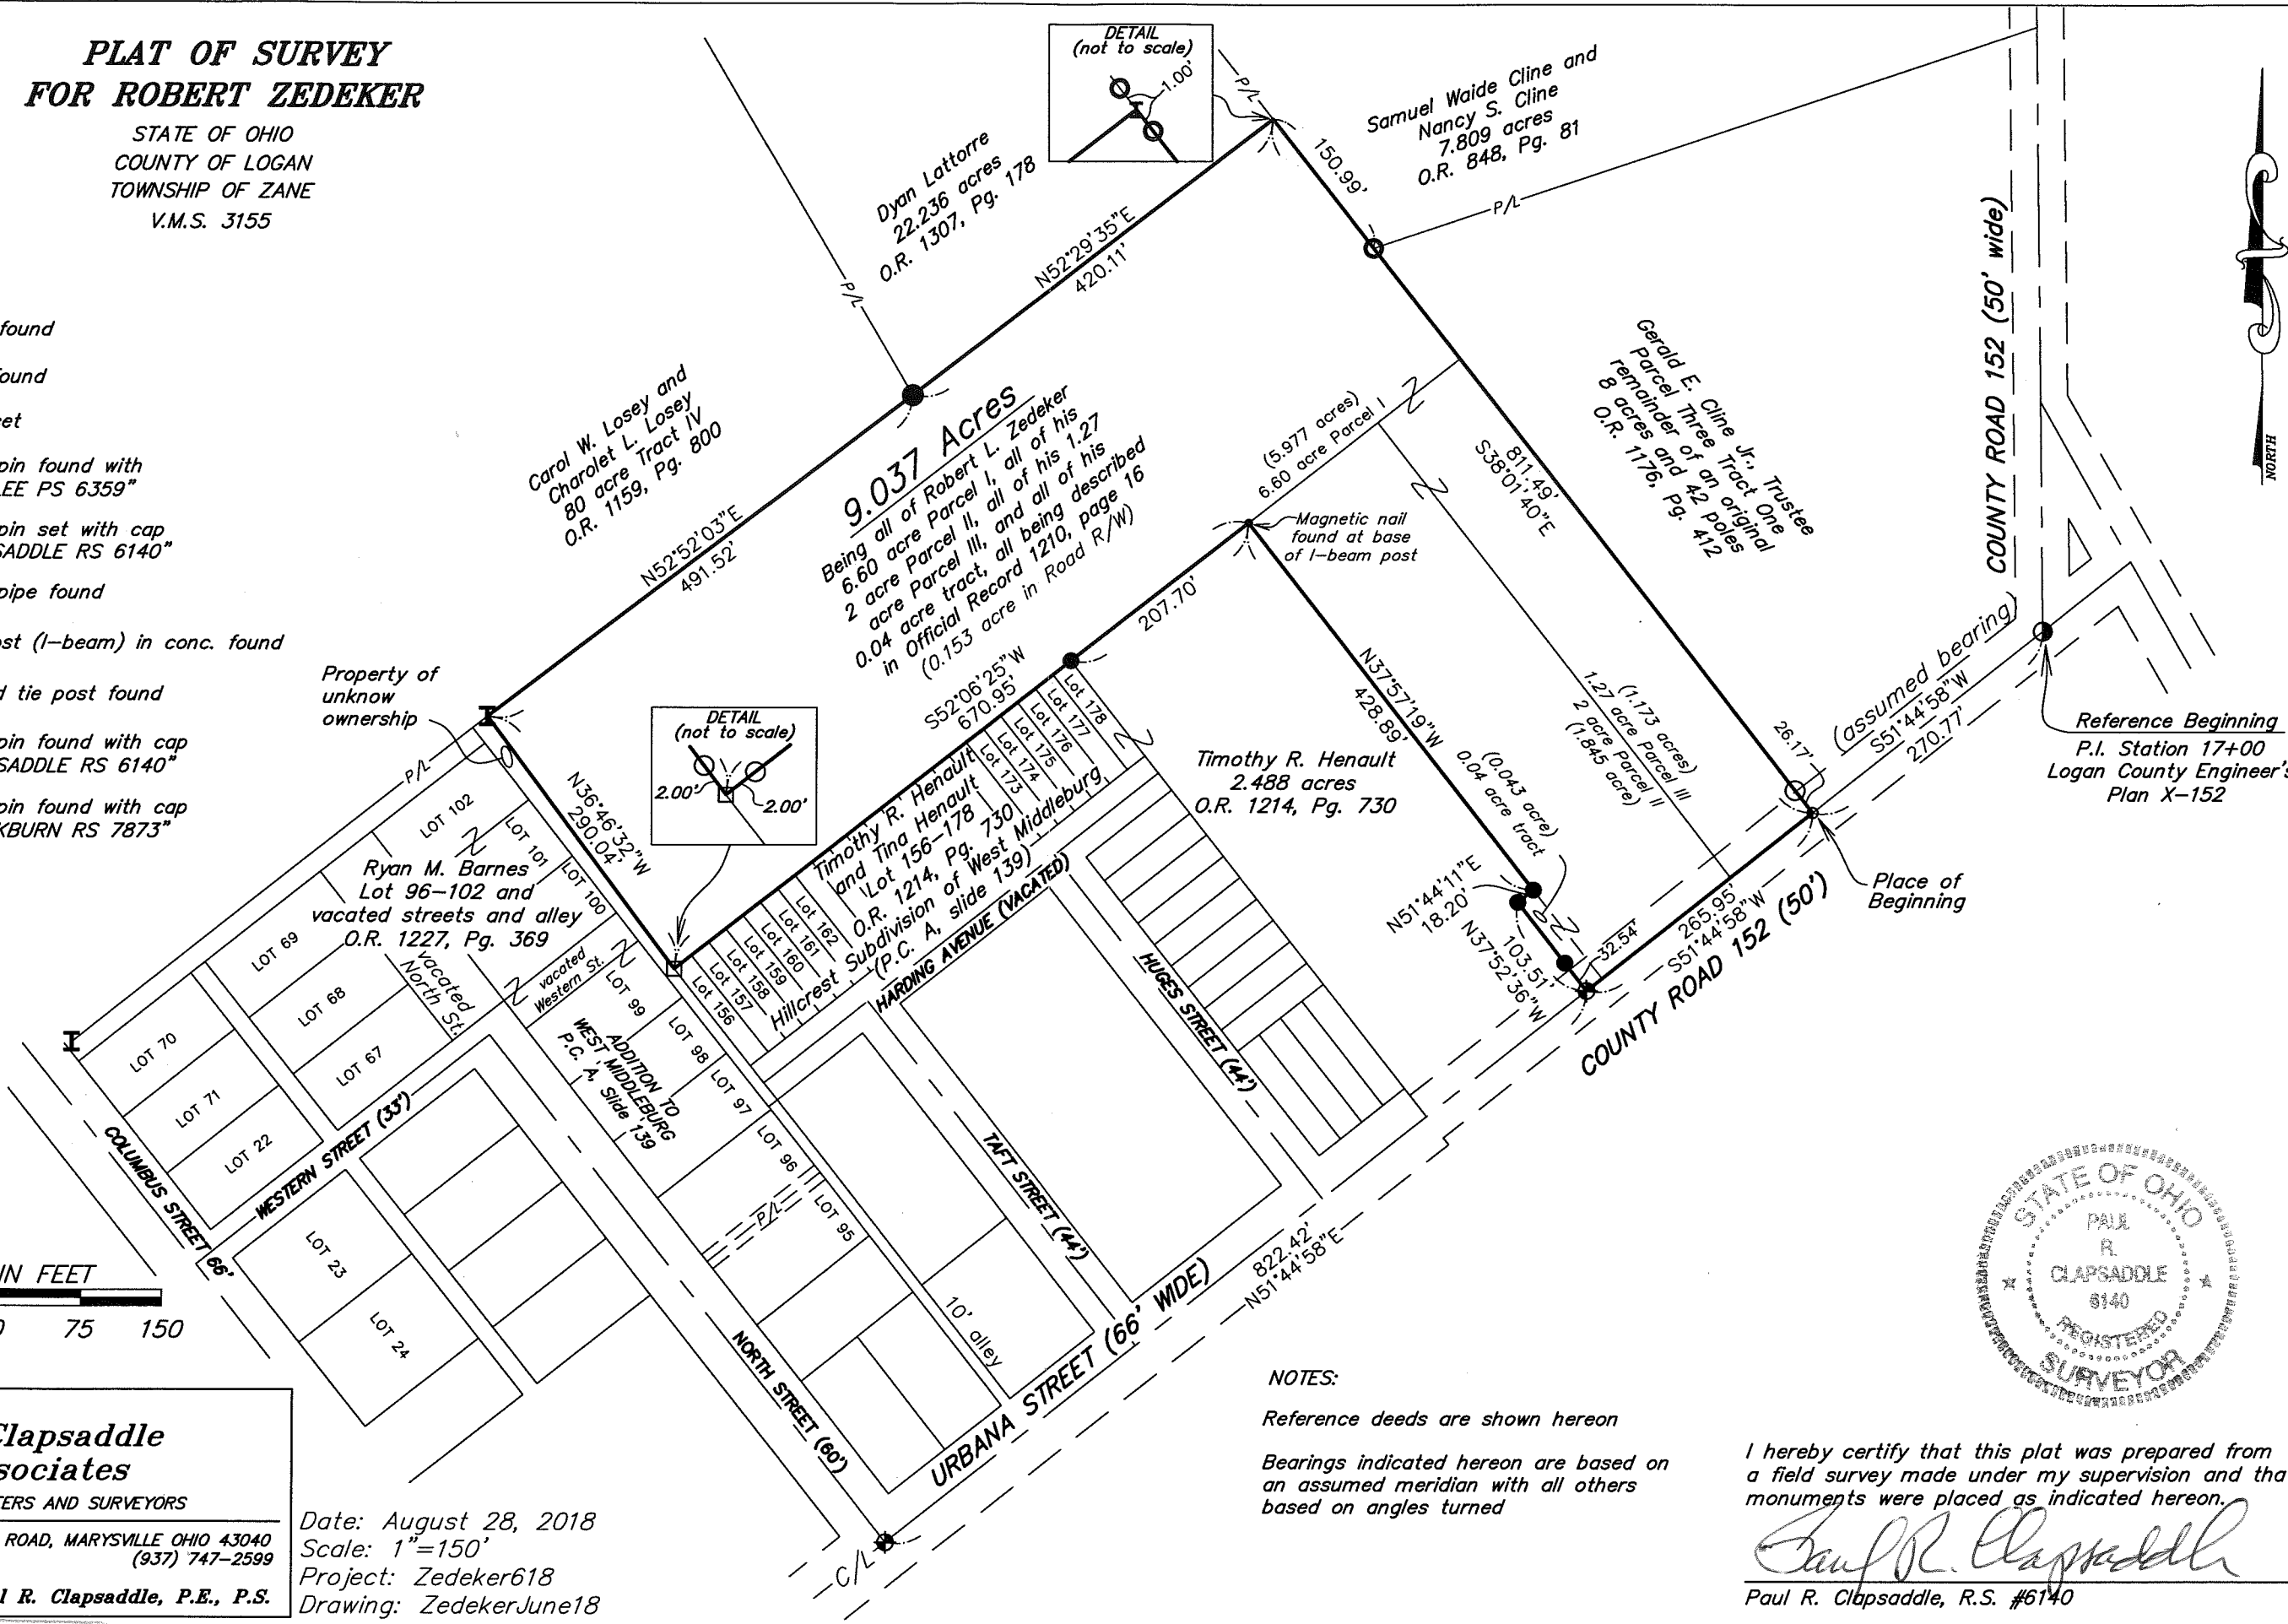 PLAT OF SURVEY
FOR ROBERT ZEDEKER
STATE OF OHIO
COUNTY OF LOGAN
TOWNSHIP OF ZANE
V.M.S. 3155
found
found
set
pin found with
LEE PS 6359"
pin set with cap
SADDLE RS 6140"
pipe found
st (I-beam) in conc. found
d tie post found
pin found with cap
SADDLE RS 6140"
pin found with cap
KBURN RS 7873"
DETAIL
(not to scale)
1.00'
P/L
Samuel Waide Cline and
Nancy S. Cline
7.809 acres
O.R. 848, Pg. 81
150.99'
P/L
Dyan Lattorre
22.236 acres
O.R. 1307, Pg. 178
N52°29'35"E
420.11'
P/L
COUNTY ROAD 152 (50' wide)
NORTH
Carol W. Losey and
Charolet L. Losey
80 acre Tract IV
O.R. 1159, Pg. 800
N52°52'03"E
491.52'
9.037 Acres
Being all of Robert L. Zedeker
6.60 acre Parcel I, all of his
2 acre Parcel II, all of his 1.27
acre Parcel III, and all of his
0.04 acre tract, all being described
in Official Record 1210, page 16
(0.153 acre in Road R/W)
(5.977 acres)
6.60 acre Parcel I
Magnetic nail
found at base
of I-beam post
811.49'
S38°01'40"E
Gerald E. Cline Jr., Trustee
Parcel Three Tract One
remainder of an original
8 acres and 42 poles
O.R. 1176, Pg. 412
207.70'
S52°06'25"W
670.95'
N37°57'19"W
428.89'
(1.173 acres)
1.27 acre Parcel III
2 acre Parcel II
(1.845 acre)
(0.043 acre)
0.04 acre tract
26.17'
(assumed bearing)
S51°44'58"W
270.77'
Reference Beginning
P.I. Station 17+00
Logan County Engineer's
Plan X-152
Place of
Beginning
265.95'
S51°44'58"W
COUNTY ROAD 152 (50')
32.54'
N51°44'11"E
18.20'
103.51'
N37°52'36"W
Timothy R. Henault
2.488 acres
O.R. 1214, Pg. 730
Property of
unknow
ownership
P/L
N36°46'32"W
290.04'
DETAIL
(not to scale)
2.00'
2.00'
Lot 178
Lot 177
Lot 176
Lot 175
Lot 174
Lot 173
Timothy R. Henault
and Tina Henault
Lot 156-178
O.R. 1214, Pg. 730
Hillcrest Subdivision of West Middleburg
(P.C. A, slide 139)
Lot 162
Lot 161
Lot 160
Lot 159
Lot 158
Lot 157
Lot 156
HARDING AVENUE (VACATED)
HUGES STREET (44')
TAFT STREET (44')
LOT 102
LOT 101
LOT 100
Ryan M. Barnes
Lot 96-102 and
vacated streets and alley
O.R. 1227, Pg. 369
vacated
North St.
vacated
Western St.
LOT 69
LOT 68
LOT 67
LOT 70
LOT 71
LOT 22
LOT 99
LOT 98
LOT 97
LOT 96
LOT 95
P/L
ADDITION TO
WEST MIDDLEBURG
P.C. 'A, Slide 139
COLUMBUS STREET 66'
WESTERN STREET (33')
LOT 23
LOT 24
10' alley
NORTH STREET (60')
URBANA STREET (66' WIDE)
822.42'
N51°44'58"E
C/L
IN FEET
0 75 150
Clapsaddle
sociates
TERS AND SURVEYORS
ROAD, MARYSVILLE OHIO 43040
(937) 747-2599
l R. Clapsaddle, P.E., P.S.
Date: August 28, 2018
Scale: 1"=150'
Project: Zedeker618
Drawing: ZedekerJune18
NOTES:
Reference deeds are shown hereon
Bearings indicated hereon are based on
an assumed meridian with all others
based on angles turned
STATE OF OHIO
PAUL
R.
CLAPSADDLE
6140
REGISTERED
SURVEYOR
I hereby certify that this plat was prepared from
a field survey made under my supervision and tha
monuments were placed as indicated hereon.
Paul R. Clapsaddle
Paul R. Clapsaddle, R.S. #6140